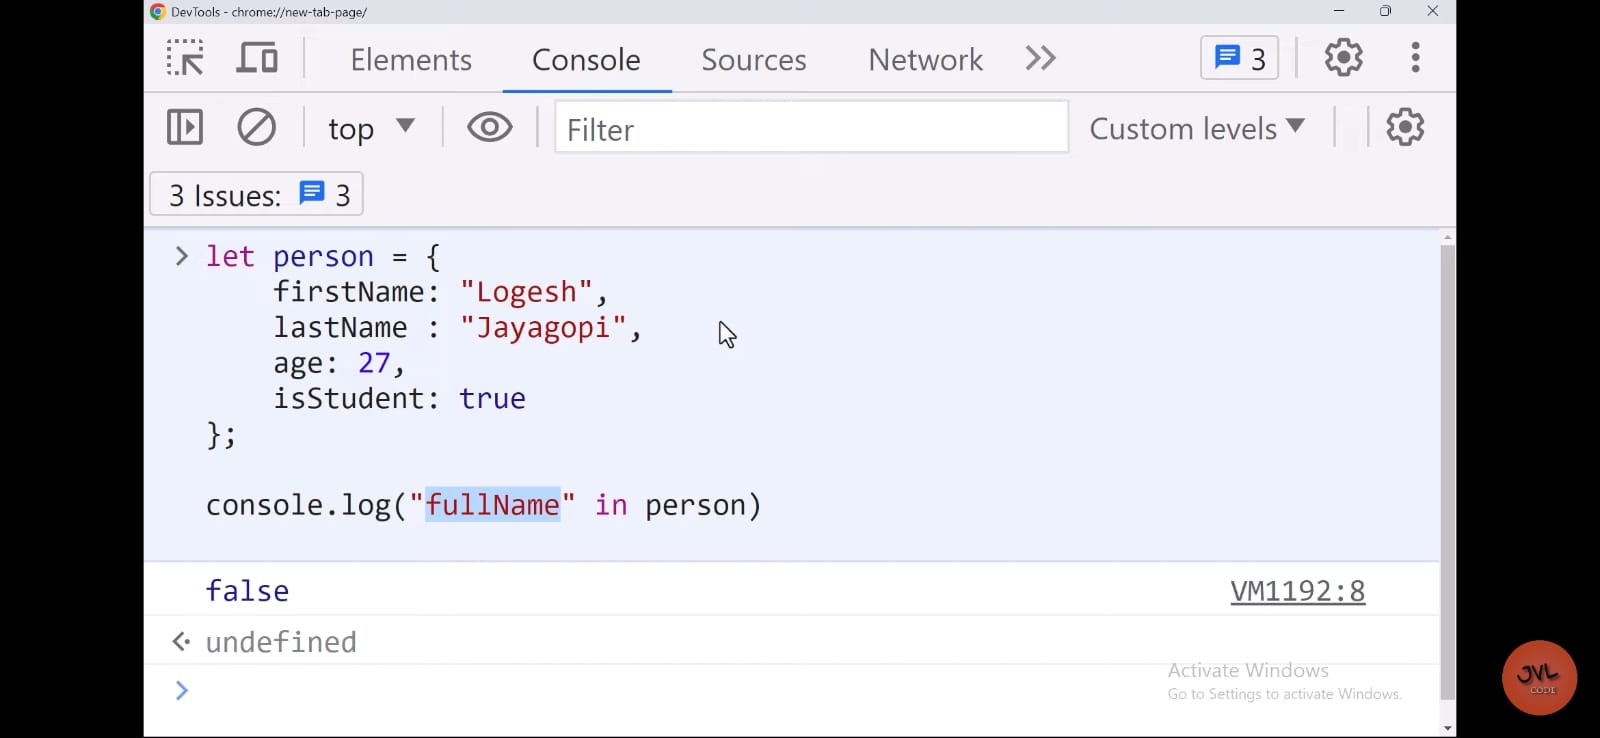 DevTools - chrome://new-tab-page/
Elements Console Sources Network 3
top Filter Custom levels
3 Issues: 3
let person = {
    firstName: "Logesh",
    lastName : "Jayagopi",
    age: 27,
    isStudent: true
};
console.log("fullName" in person)
false VM1192:8
undefined
Activate Windows
Go to Settings to activate Windows.
JVL
CODE